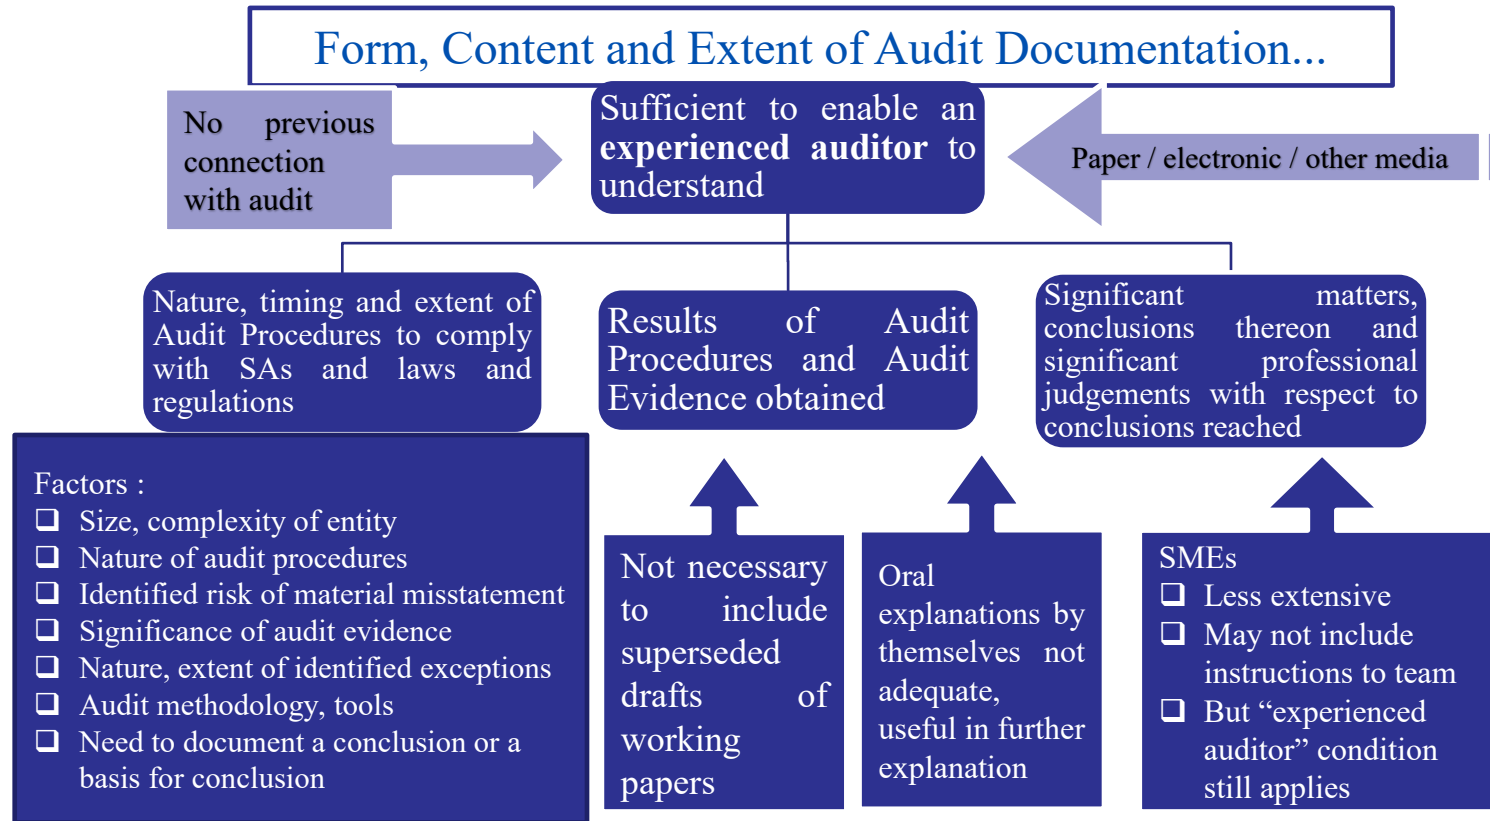 Form, Content and Extent of Audit Documentation...
No previous
connection
with audit
Sufficient to enable an
experienced auditor to
understand
Paper / electronic / other media
Nature, timing and extent of
Audit Procedures to comply
with SAs and laws and
regulations
Results of Audit
Procedures and Audit
Evidence obtained
Significant matters,
conclusions thereon and
significant professional
judgements with respect to
conclusions reached
Factors :
❑ Size, complexity of entity
❑ Nature of audit procedures
❑ Identified risk of material misstatement
❑ Significance of audit evidence
❑ Nature, extent of identified exceptions
❑ Audit methodology, tools
❑ Need to document a conclusion or a
basis for conclusion
Not necessary
to include
superseded
drafts of
working
papers
Oral
explanations by
themselves not
adequate,
useful in further
explanation
SMEs
❑ Less extensive
❑ May not include
instructions to team
❑ But “experienced
auditor” condition
still applies